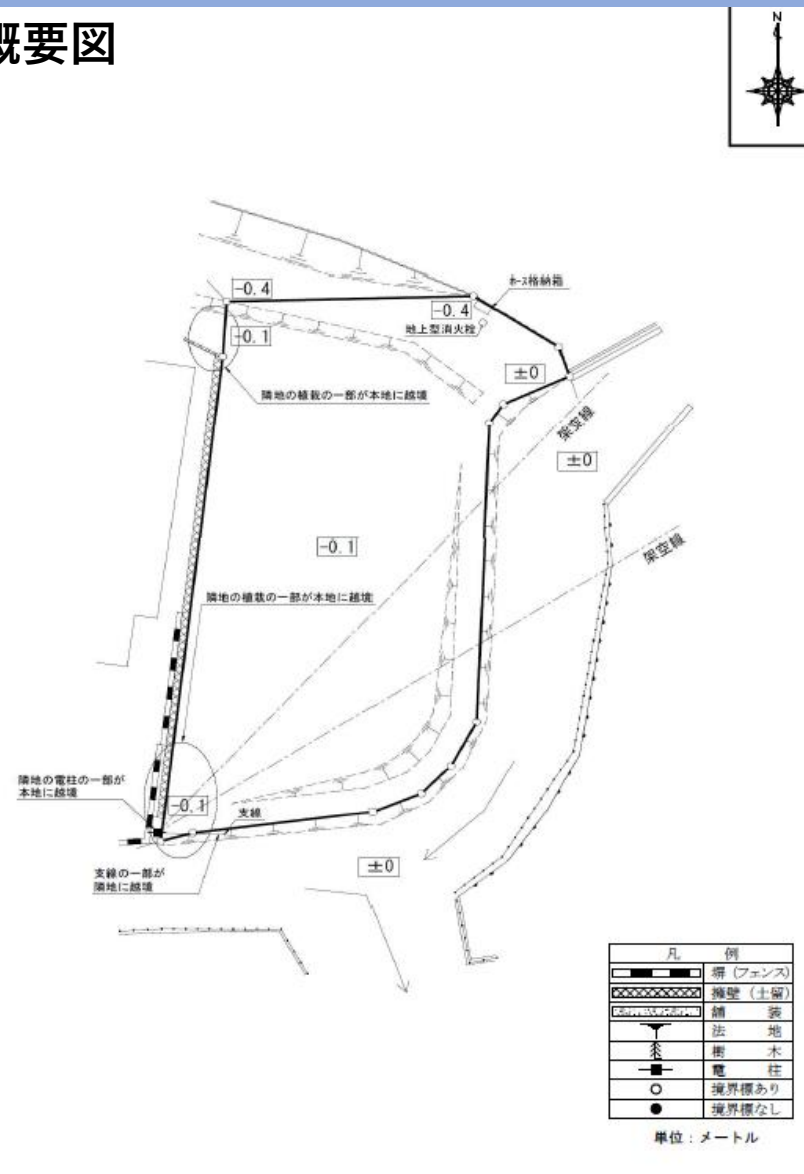 概要図
N
-0.4
ホース格納箱
-0.4
-0.1
地上型消火栓
±0
隣地の植栽の一部が本地に越境
架支線
±0
-0.1
架空線
隣地の植栽の一部が本地に越境
隣地の電柱の一部が
本地に越境
-0.1
支線
支線の一部が
隣地に越境
±0
凡 例
塀(フェンス)
擁壁(土留)
舗 装
法 地
樹 木
電 柱
境界標あり
境界標なし
単位:メートル